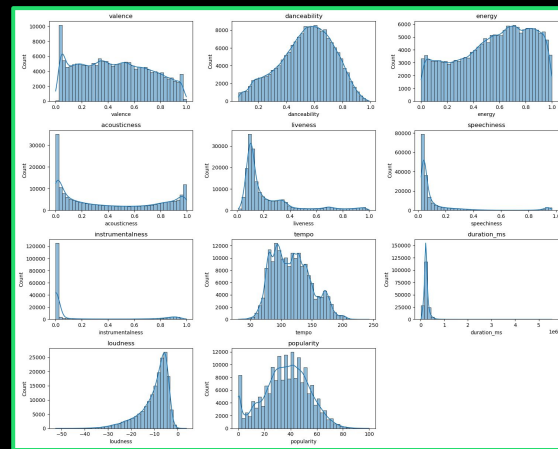 valence
danceability
energy
Count
10000
8000
6000
4000
2000
0
0.0 0.2 0.4 0.6 0.8 1.0
valence
Count
8000
7000
6000
5000
4000
3000
2000
1000
0
0.2 0.4 0.6 0.8 1.0
danceability
Count
6000
5000
4000
3000
2000
1000
0
0.0 0.2 0.4 0.6 0.8 1.0
energy
acousticness
liveness
speechiness
Count
30000
20000
10000
0
0.0 0.2 0.4 0.6 0.8 1.0
acousticness
Count
30000
20000
10000
0
0.0 0.2 0.4 0.6 0.8 1.0
liveness
Count
80000
60000
40000
20000
0
0.0 0.2 0.4 0.6 0.8 1.0
speechiness
instrumentalness
tempo
duration_ms
Count
120000
100000
80000
60000
40000
20000
0
0.0 0.2 0.4 0.6 0.8 1.0
instrumentalness
Count
12000
10000
8000
6000
4000
2000
0
50 100 150 200 250
tempo
Count
150000
125000
100000
75000
50000
25000
0
0 1 2 3 4 5
1e6
duration_ms
loudness
popularity
Count
25000
20000
15000
10000
5000
0
−50 −40 −30 −20 −10 0
loudness
Count
12000
10000
8000
6000
4000
2000
0
0 20 40 60 80 100
popularity